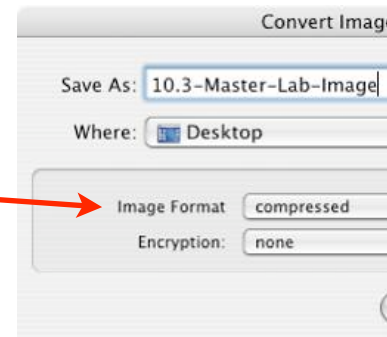 Convert Imag
Save As: 10.3-Master-Lab-Image
Where: Desktop
Image Format compressed
Encryption: none